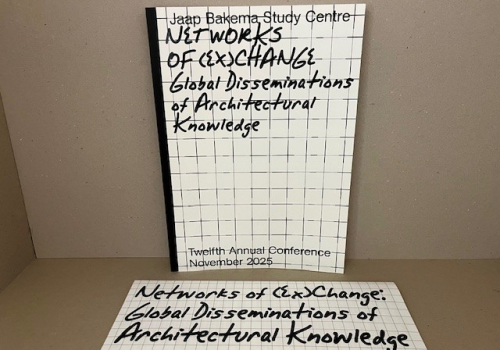 Jaap Bakema Study Centre
NETWORKS
OF (EX)CHANGE
Global Disseminations
of Architectural
Knowledge
Twelfth Annual Conference
November 2025
Networks of (Ex)Change:
Global Disseminations of
Architectural Knowledge